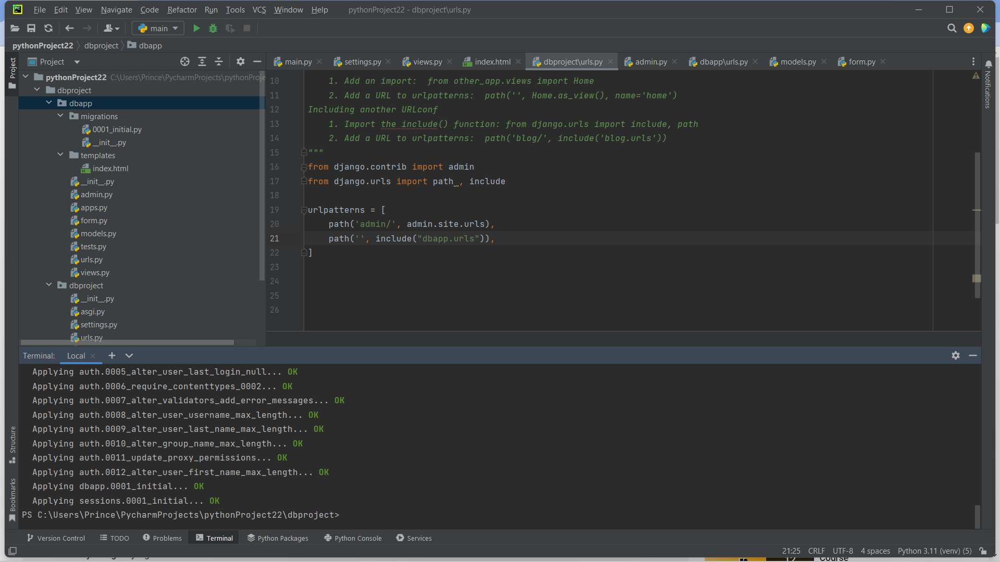 PC File Edit View Navigate Code Refactor Run Tools VCS Window Help pythonProject22 - dbproject\urls.py
main
pythonProject22 dbproject dbapp
Project
Project
main.py settings.py views.py index.html dbproject\urls.py admin.py dbapp\urls.py models.py form.py
Notifications
pythonProject22 C:\Users\Prince\PycharmProjects\pythonProje
dbproject
dbapp
migrations
0001_initial.py
__init__.py
templates
index.html
__init__.py
admin.py
apps.py
form.py
models.py
tests.py
urls.py
views.py
dbproject
__init__.py
asgi.py
settings.py
urls.py
10 1. Add an import:  from other_app.views import Home
11 2. Add a URL to urlpatterns:  path('', Home.as_view(), name='home')
12 Including another URLconf
13 1. Import the include() function: from django.urls import include, path
14 2. Add a URL to urlpatterns:  path('blog/', include('blog.urls'))
15 """
16 from django.contrib import admin
17 from django.urls import path , include
18
19 urlpatterns = [
20 path('admin/', admin.site.urls),
21 path('', include("dbapp.urls")),
22 ]
23
24
25
26
Terminal: Local
Applying auth.0005_alter_user_last_login_null... OK
Applying auth.0006_require_contenttypes_0002... OK
Applying auth.0007_alter_validators_add_error_messages... OK
Applying auth.0008_alter_user_username_max_length... OK
Applying auth.0009_alter_user_last_name_max_length... OK
Applying auth.0010_alter_group_name_max_length... OK
Applying auth.0011_update_proxy_permissions... OK
Applying auth.0012_alter_user_first_name_max_length... OK
Applying dbapp.0001_initial... OK
Applying sessions.0001_initial... OK
PS C:\Users\Prince\PycharmProjects\pythonProject22\dbproject>
Structure
Bookmarks
Version Control TODO Problems Terminal Python Packages Python Console Services
21:25 CRLF UTF-8 4 spaces Python 3.11 (venv) (5)
Course